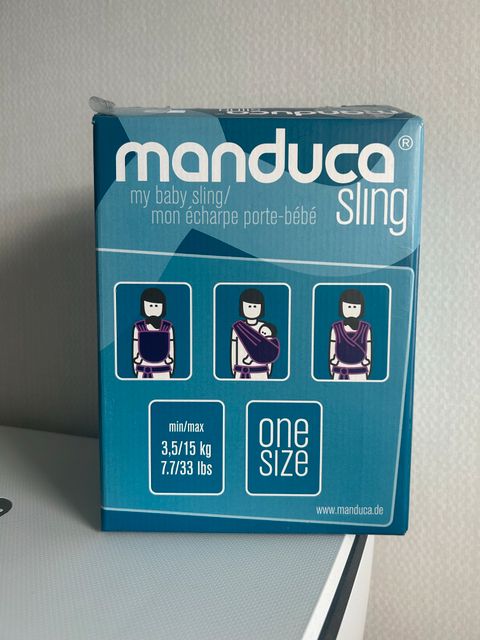 manduca®
my baby sling/
mon écharpe porte-bébé
sling
min/max
3,5/15 kg
7.7/33 lbs
one
size
www.manduca.de